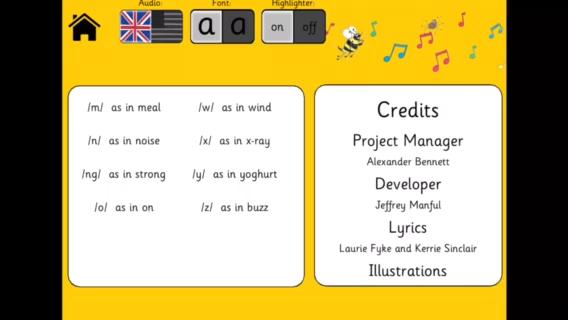 Audio: Font: Highlighter:
a a on off
/m/ as in meal /w/ as in wind
/n/ as in noise /x/ as in x-ray
/ng/ as in strong /y/ as in yoghurt
/o/ as in on /z/ as in buzz
Credits
Project Manager
Alexander Bennett
Developer
Jeffrey Manful
Lyrics
Laurie Fyke and Kerrie Sinclair
Illustrations